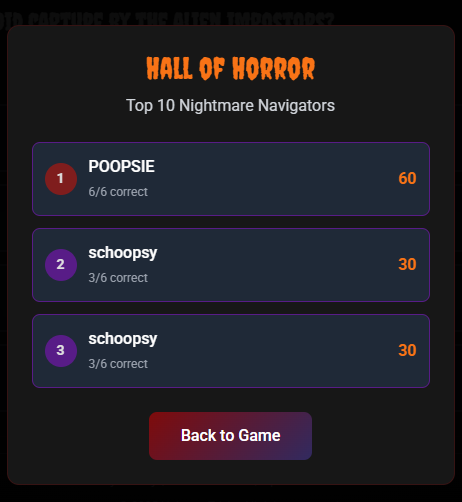 DID CAPTURE BY THE ALIEN IMPOSTORS?
HALL OF HORROR
Top 10 Nightmare Navigators
1
POOPSIE
6/6 correct
60
2
schoopsy
3/6 correct
30
3
schoopsy
3/6 correct
30
Back to Game